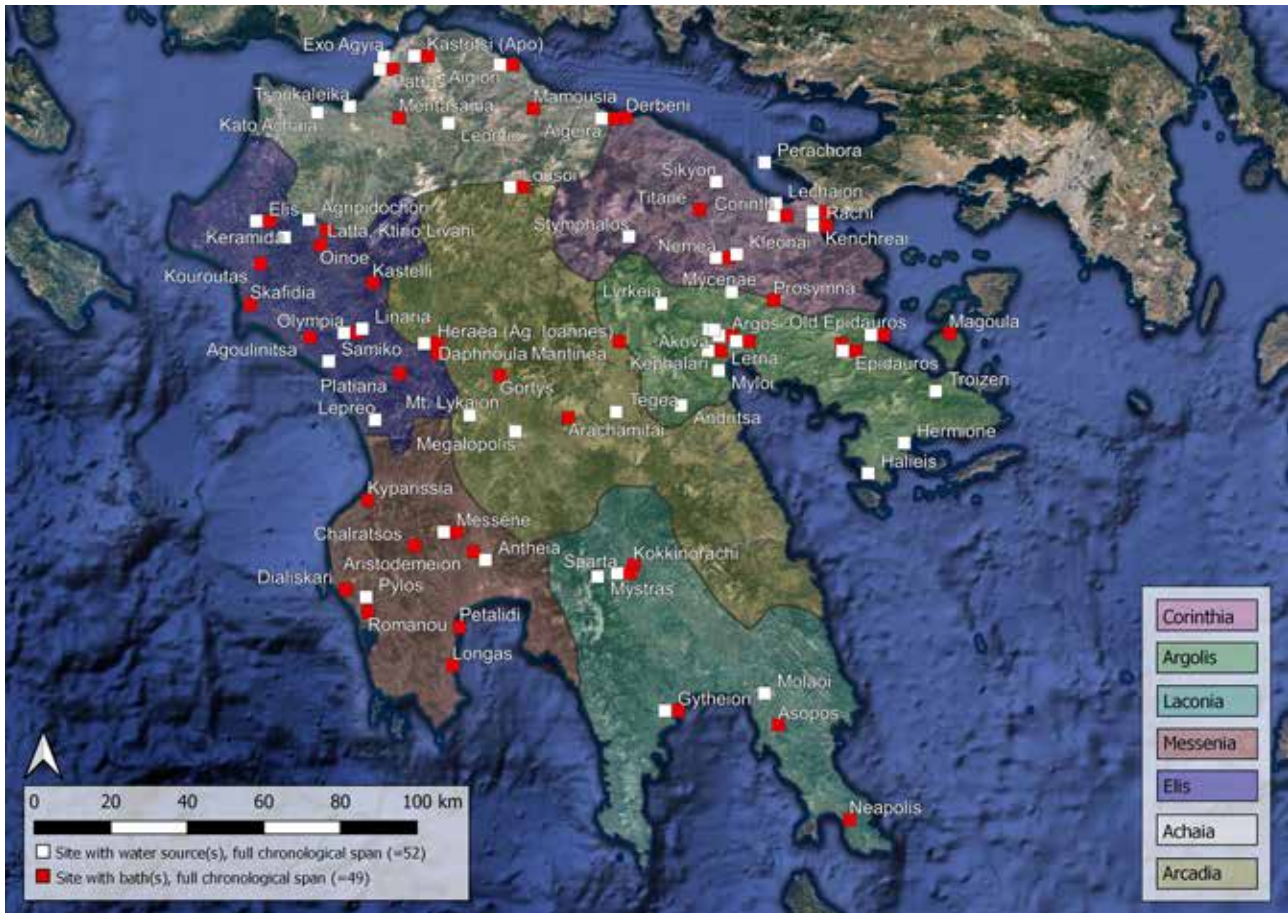 Exo Agyia
Kastritsi (Apo)
Patras
Aigion
Tsoukaleika
Mentasaina
Mamousia
Derbeni
Kato Achaia
Leontio
Aigeira
Perachora
Sikyon
Lousoi
Lechaion
Titane
Corinth
Rachi
Elis
Agripidochori
Stymphalos
Keramidia
Latta, Ktino Livani
Kenchreai
Oinoe
Nemea
Kleonai
Kouroutas
Kastelli
Mycenae
Skafidia
Lyrkeia
Prosymna
Linaria
Olympia
Heraea (Ag. Ioannes)
Argos
Old Epidauros
Magoula
Samiko
Akova
Agoulinitsa
Daphnoula
Mantinea
Kephalari
Lerna
Epidauros
Platiana
Gortys
Myloi
Troizen
Lepreo
Mt. Lykaion
Tegea
Andritsa
Megalopolis
Arachamitai
Hermione
Halieis
Kyparissia
Messene
Chalratsos
Antheia
Kokkinorachi
Aristodemeion
Sparta
Dialiskari
Pylos
Mystras
Romanou
Petalidi
Longas
Molaoi
Gytheion
Asopos
Neapolis
Corinthia
Argolis
Laconia
Messenia
Elis
Achaia
Arcadia
0 20 40 60 80 100 km
Site with water source(s), full chronological span (=52)
Site with bath(s), full chronological span (=49)